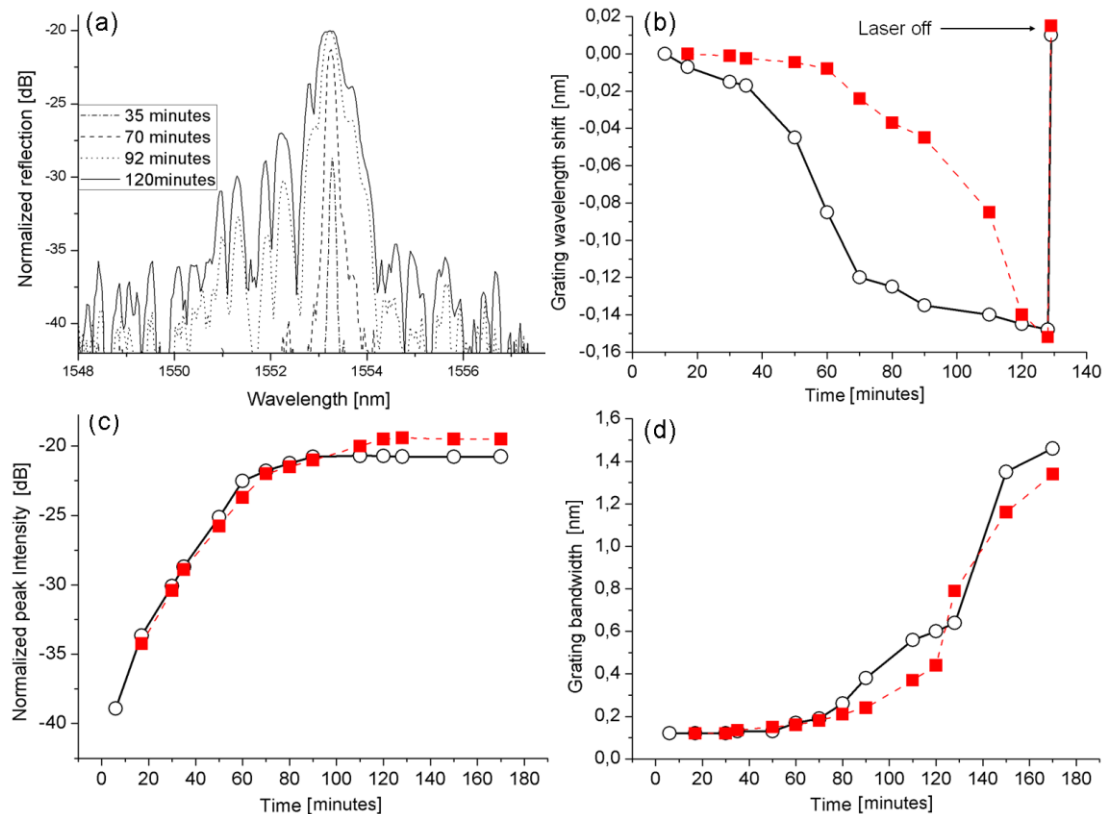 (a)
-20
-25
-30
-35
-40
Normalized reflection [dB]
35 minutes
70 minutes
92 minutes
120minutes
1548 1550 1552 1554 1556
Wavelength [nm]
(b)
Laser off
0,02
0,00
-0,02
-0,04
-0,06
-0,08
-0,10
-0,12
-0,14
-0,16
Grating wavelength shift [nm]
0 20 40 60 80 100 120 140
Time [minutes]
(c)
-20
-25
-30
-35
-40
Normalized peak Intensity [dB]
0 20 40 60 80 100 120 140 160 180
Time [minutes]
(d)
1,6
1,4
1,2
1,0
0,8
0,6
0,4
0,2
0,0
Grating bandwidth [nm]
0 20 40 60 80 100 120 140 160 180
Time [minutes]